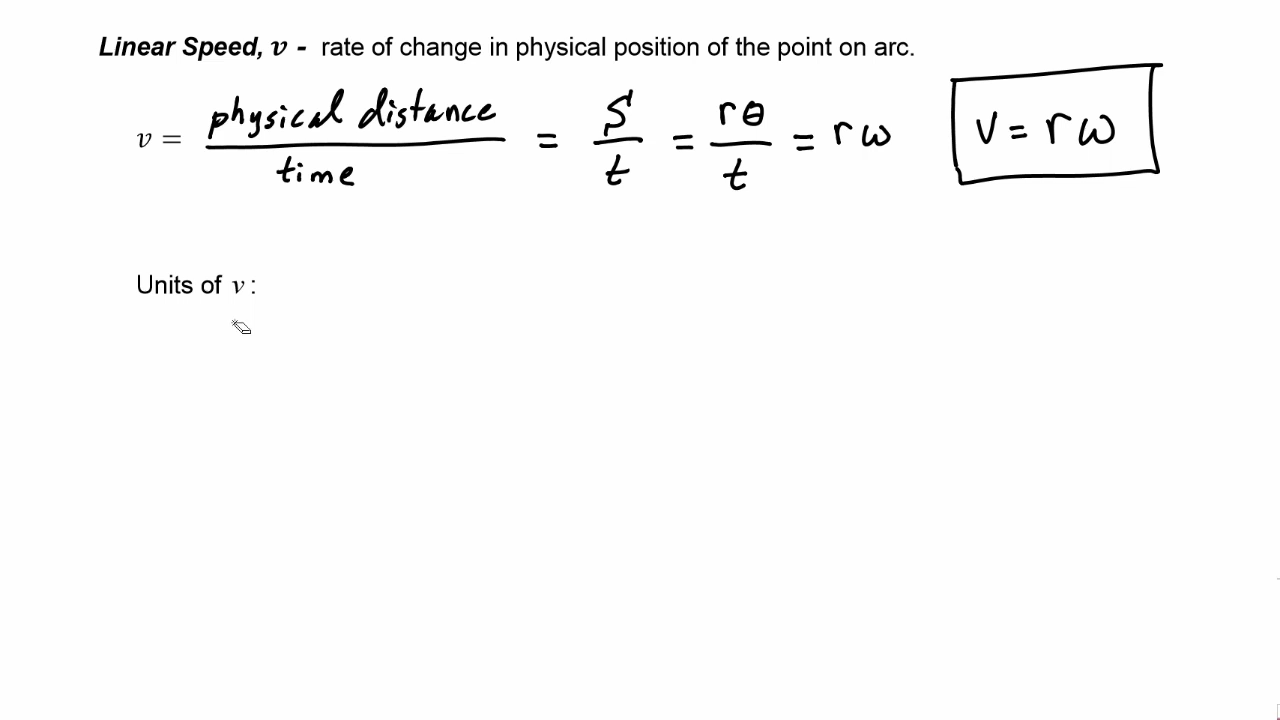 Linear Speed, v - rate of change in physical position of the point on arc.
v = physical distance / time = S / t = rθ / t = rω
v = rω
Units of v: